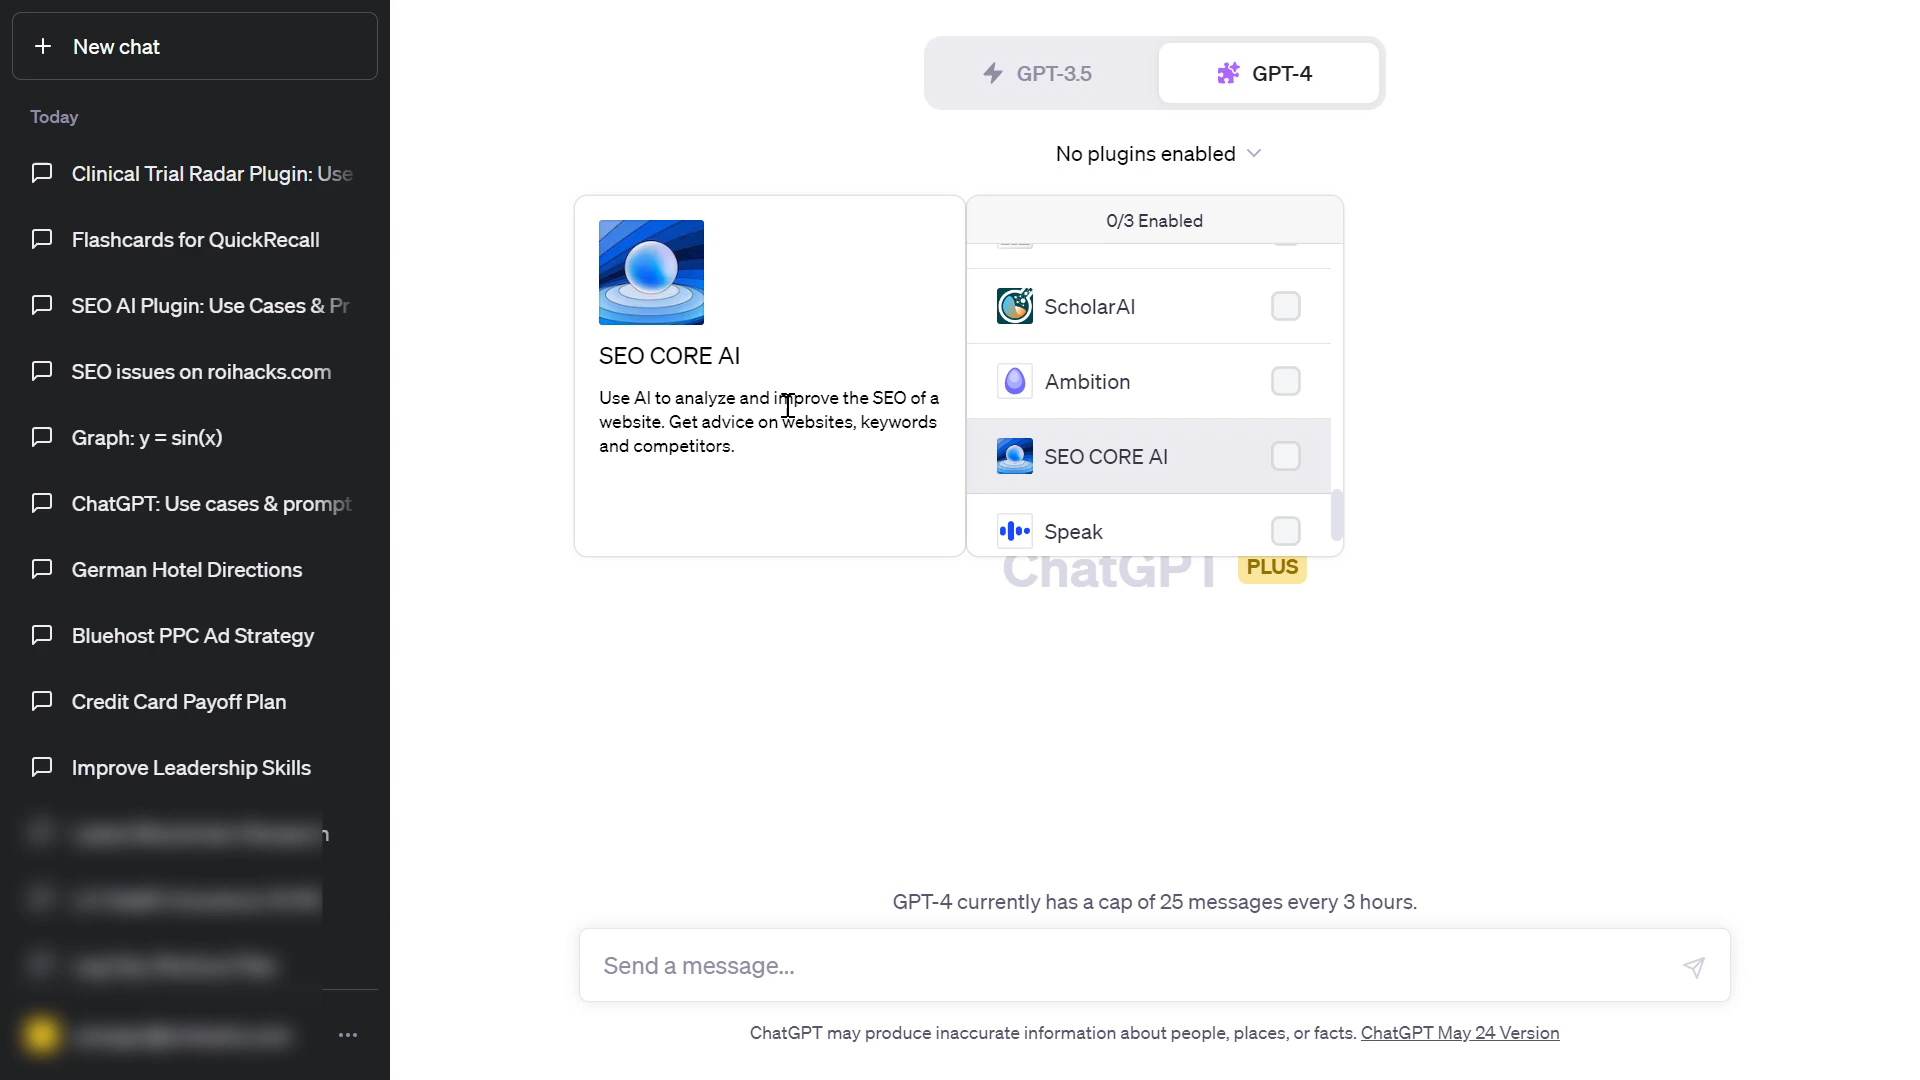 New chat
Today
Clinical Trial Radar Plugin: Use
Flashcards for QuickRecall
SEO AI Plugin: Use Cases & Pr
SEO issues on roihacks.com
Graph: y = sin(x)
ChatGPT: Use cases & prompt
German Hotel Directions
Bluehost PPC Ad Strategy
Credit Card Payoff Plan
Improve Leadership Skills
GPT-3.5
GPT-4
No plugins enabled
SEO CORE AI
Use AI to analyze and improve the SEO of a
website. Get advice on websites, keywords
and competitors.
0/3 Enabled
ScholarAI
Ambition
SEO CORE AI
Speak
ChatGPT PLUS
GPT-4 currently has a cap of 25 messages every 3 hours.
Send a message...
ChatGPT may produce inaccurate information about people, places, or facts. ChatGPT May 24 Version